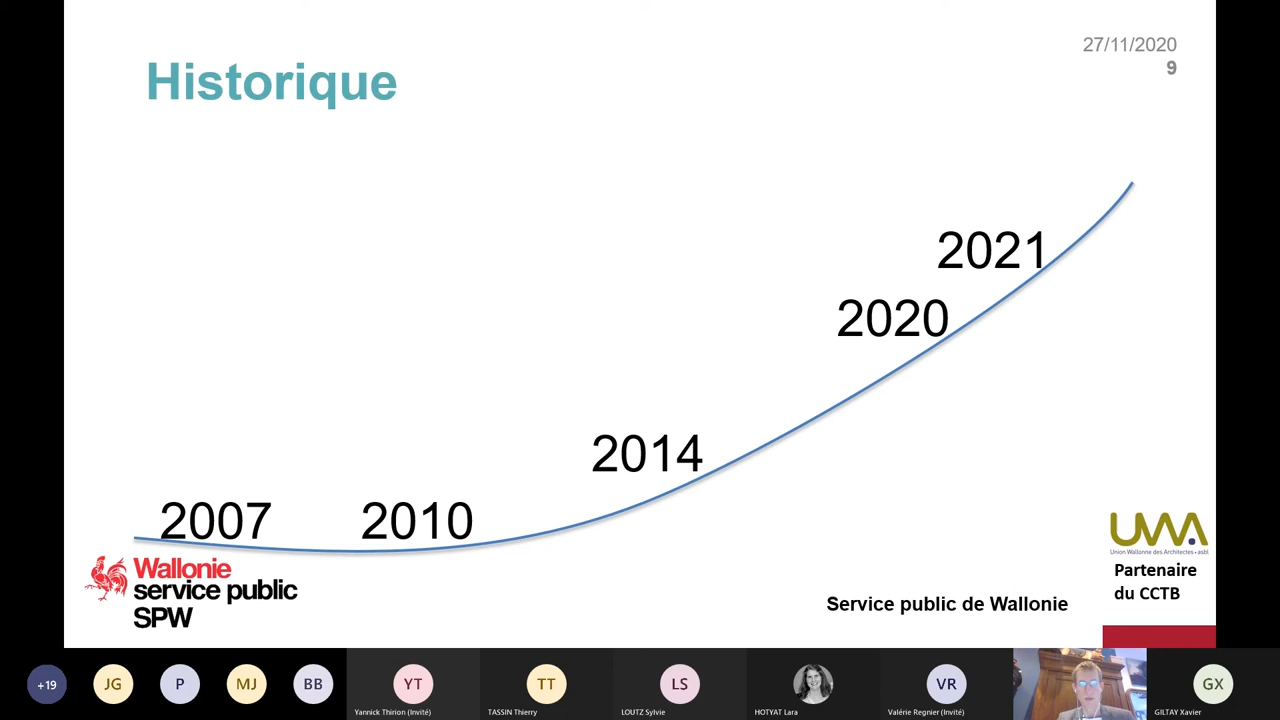 27/11/2020
9
Historique
2021
2020
2014
2007
2010
UWA
Union Wallonne des Architectes • asbl
Partenaire
du CCTB
Wallonie
service public
SPW
Service public de Wallonie
+19
JG
P
MJ
BB
YT
TT
LS
VR
GX
Yannick Thirion (Invité)
TASSIN Thierry
LOUTZ Sylvie
HOTYAT Lara
Valérie Regnier (Invité)
GILTAY Xavier